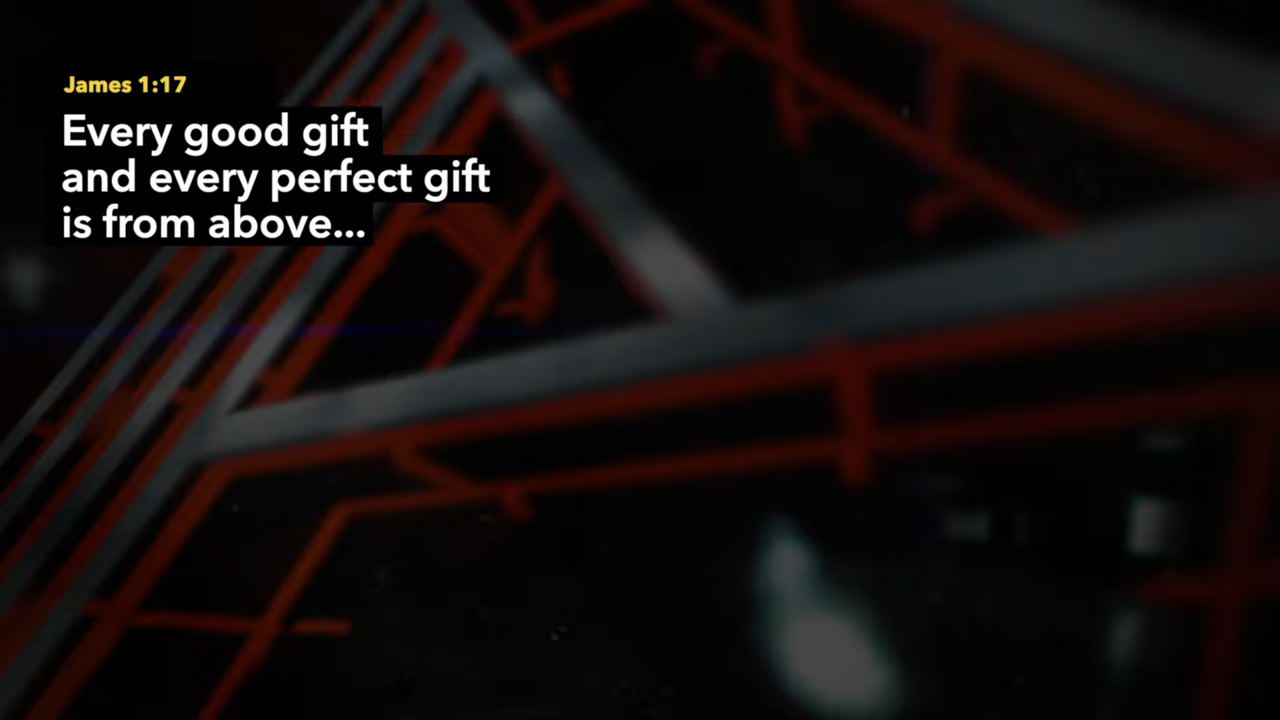 James 1:17
Every good gift
and every perfect gift
is from above...